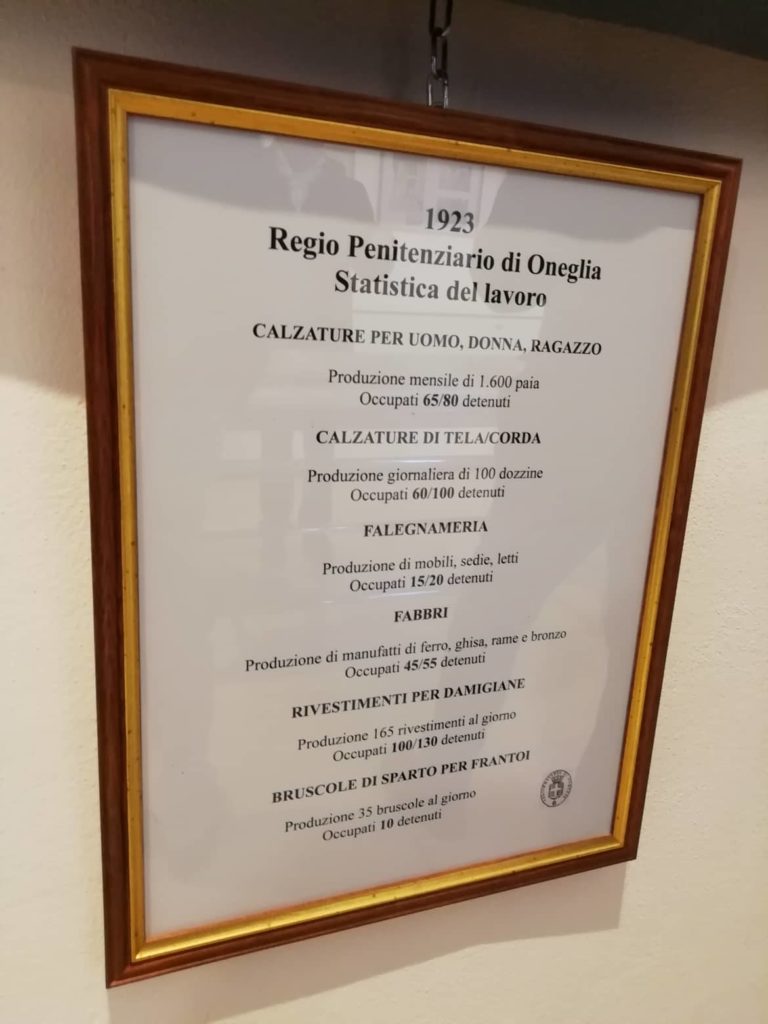 1923
Regio Penitenziario di Oneglia
Statistica del lavoro
CALZATURE PER UOMO, DONNA, RAGAZZO
Produzione mensile di 1.600 paia
Occupati 65/80 detenuti
CALZATURE DI TELA/CORDA
Produzione giornaliera di 100 dozzine
Occupati 60/100 detenuti
FALEGNAMERIA
Produzione di mobili, sedie, letti
Occupati 15/20 detenuti
FABBRI
Produzione di manufatti di ferro, ghisa, rame e bronzo
Occupati 45/55 detenuti
RIVESTIMENTI PER DAMIGIANE
Produzione 165 rivestimenti al giorno
Occupati 100/130 detenuti
BRUSCOLE DI SPARTO PER FRANTOI
Produzione 35 bruscole al giorno
Occupati 10 detenuti